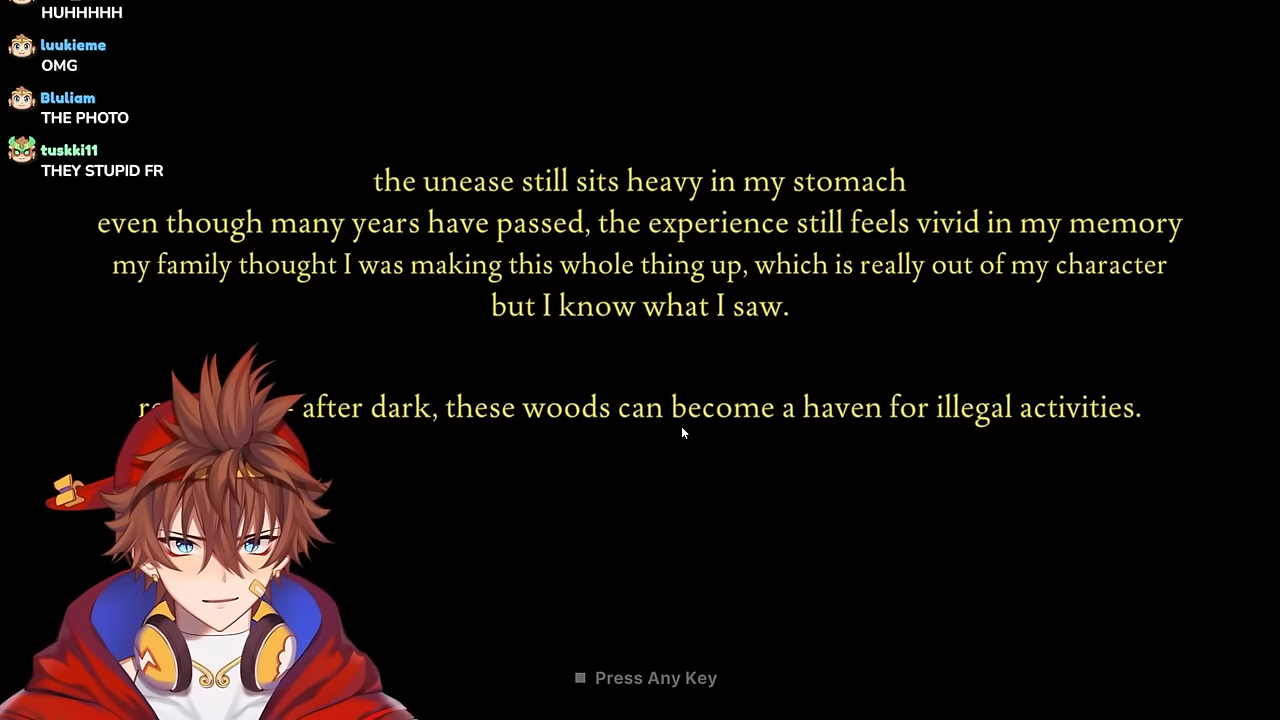 HUHHHHH
luukieme
OMG
Bluliam
THE PHOTO
tuskki11
THEY STUPID FR
the unease still sits heavy in my stomach
even though many years have passed, the experience still feels vivid in my memory
my family thought I was making this whole thing up, which is really out of my character
but I know what I saw.
- after dark, these woods can become a haven for illegal activities.
Press Any Key